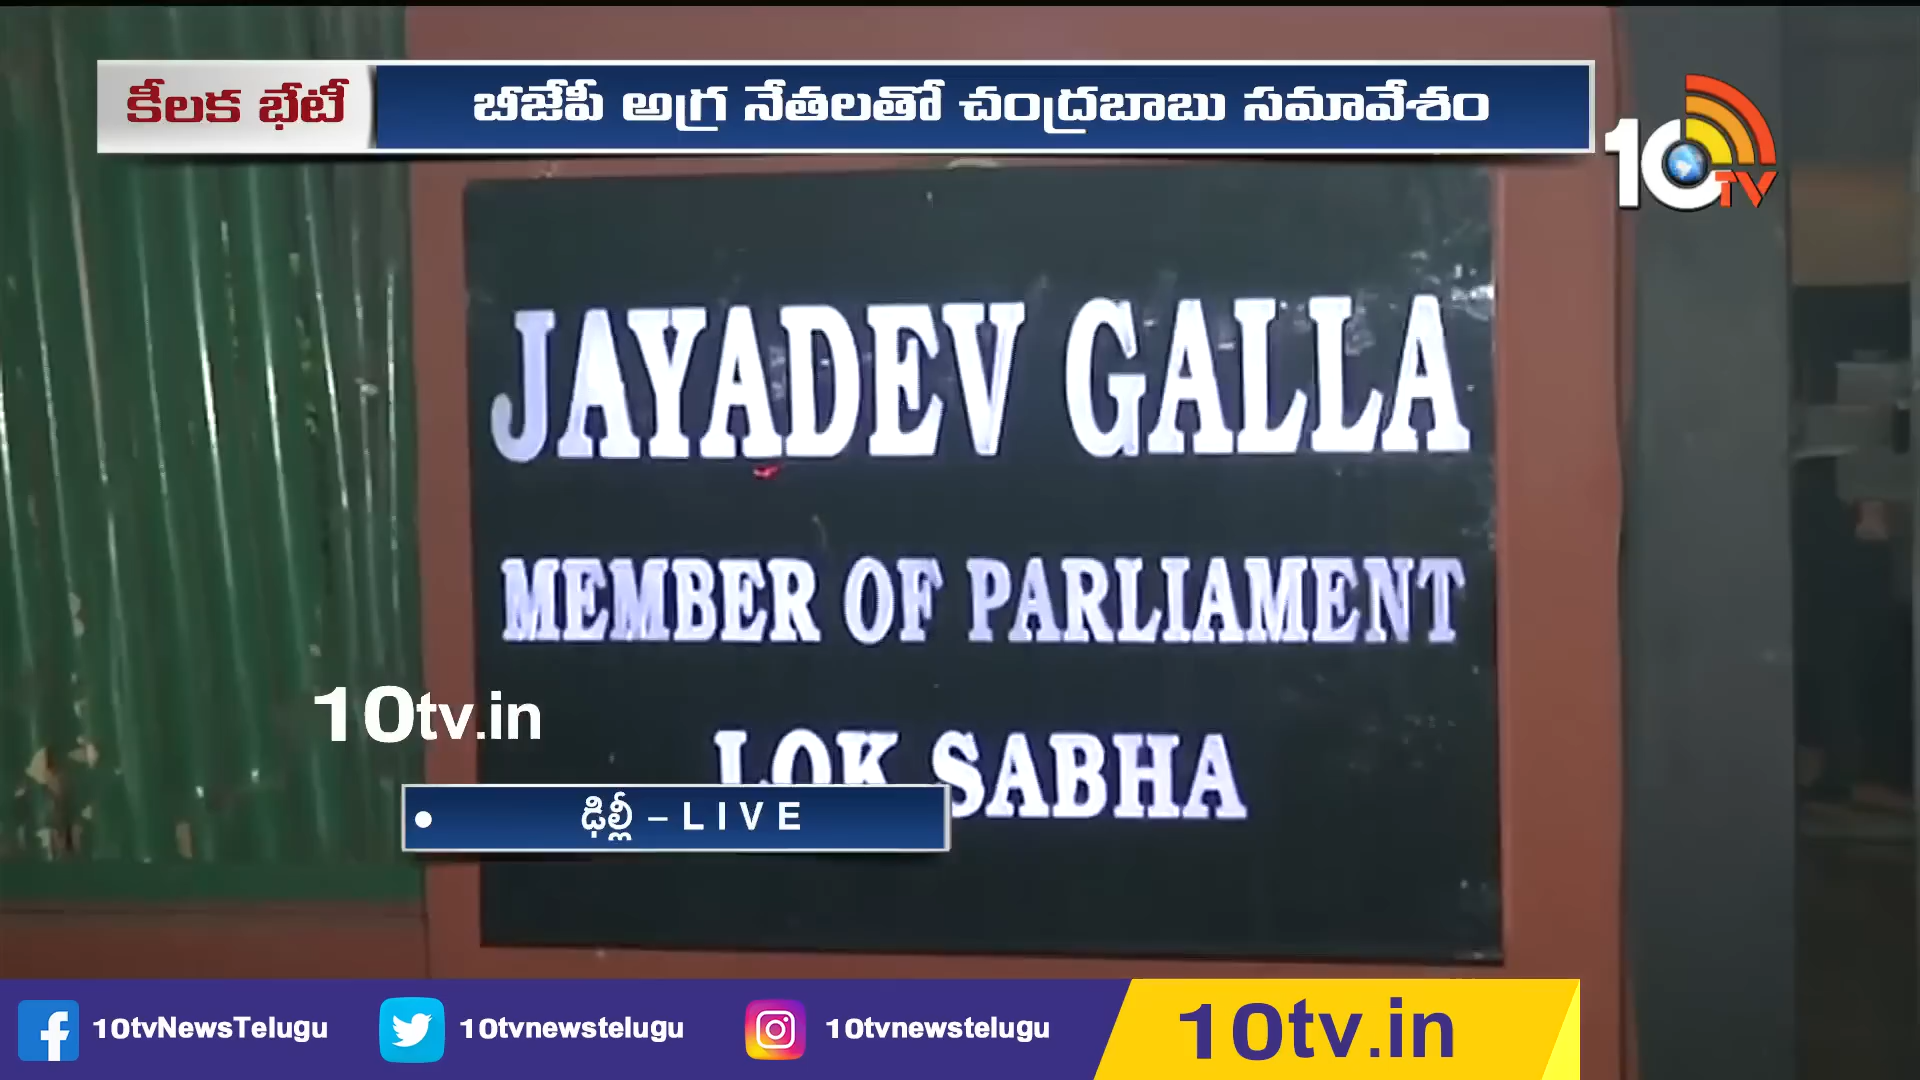 కీలక భేటీ
బీజేపీ అగ్ర నేతలతో చంద్రబాబు సమావేశం
10TV
JAYADEV GALLA
MEMBER OF PARLIAMENT
LOK SABHA
10tv.in
ఢిల్లీ – LIVE
10tvNewsTelugu
10tvnewstelugu
10tvnewstelugu
10tv.in